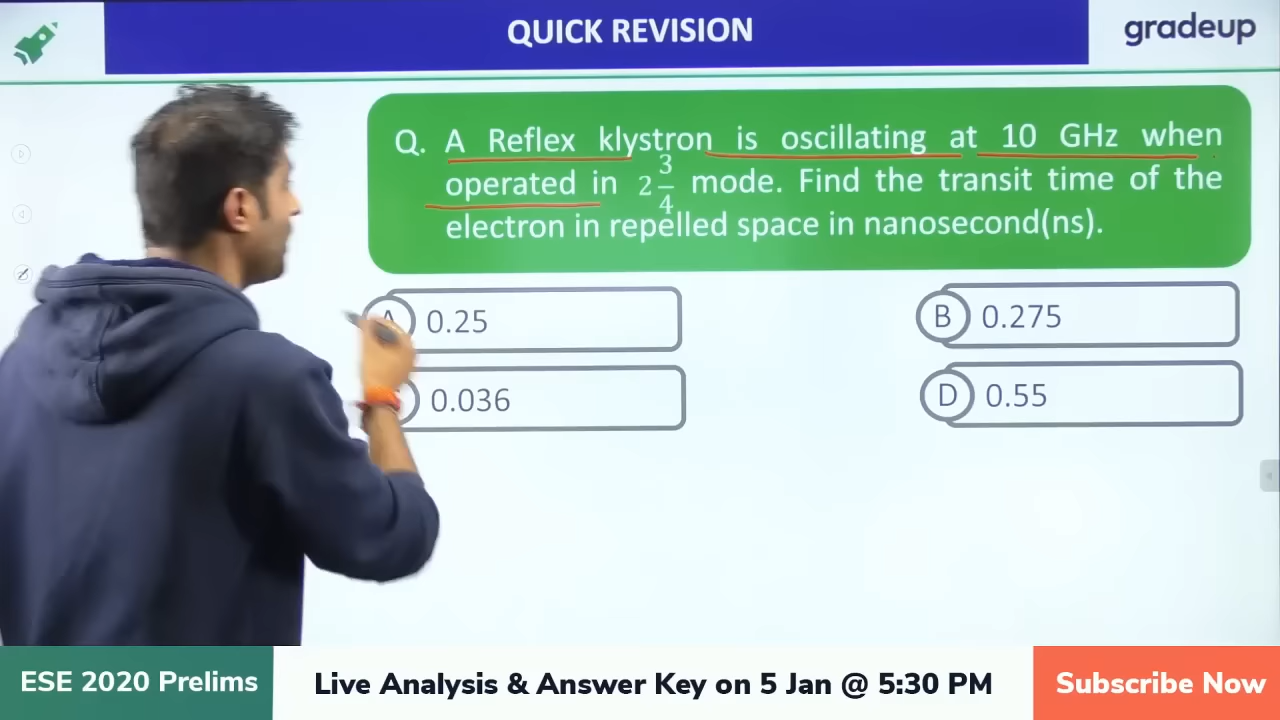 QUICK REVISION
gradeup
Q. A Reflex klystron is oscillating at 10 GHz when
operated in 2 3/4 mode. Find the transit time of the
electron in repelled space in nanosecond(ns).
A 0.25
B 0.275
0.036
D 0.55
ESE 2020 Prelims
Live Analysis & Answer Key on 5 Jan @ 5:30 PM
Subscribe Now